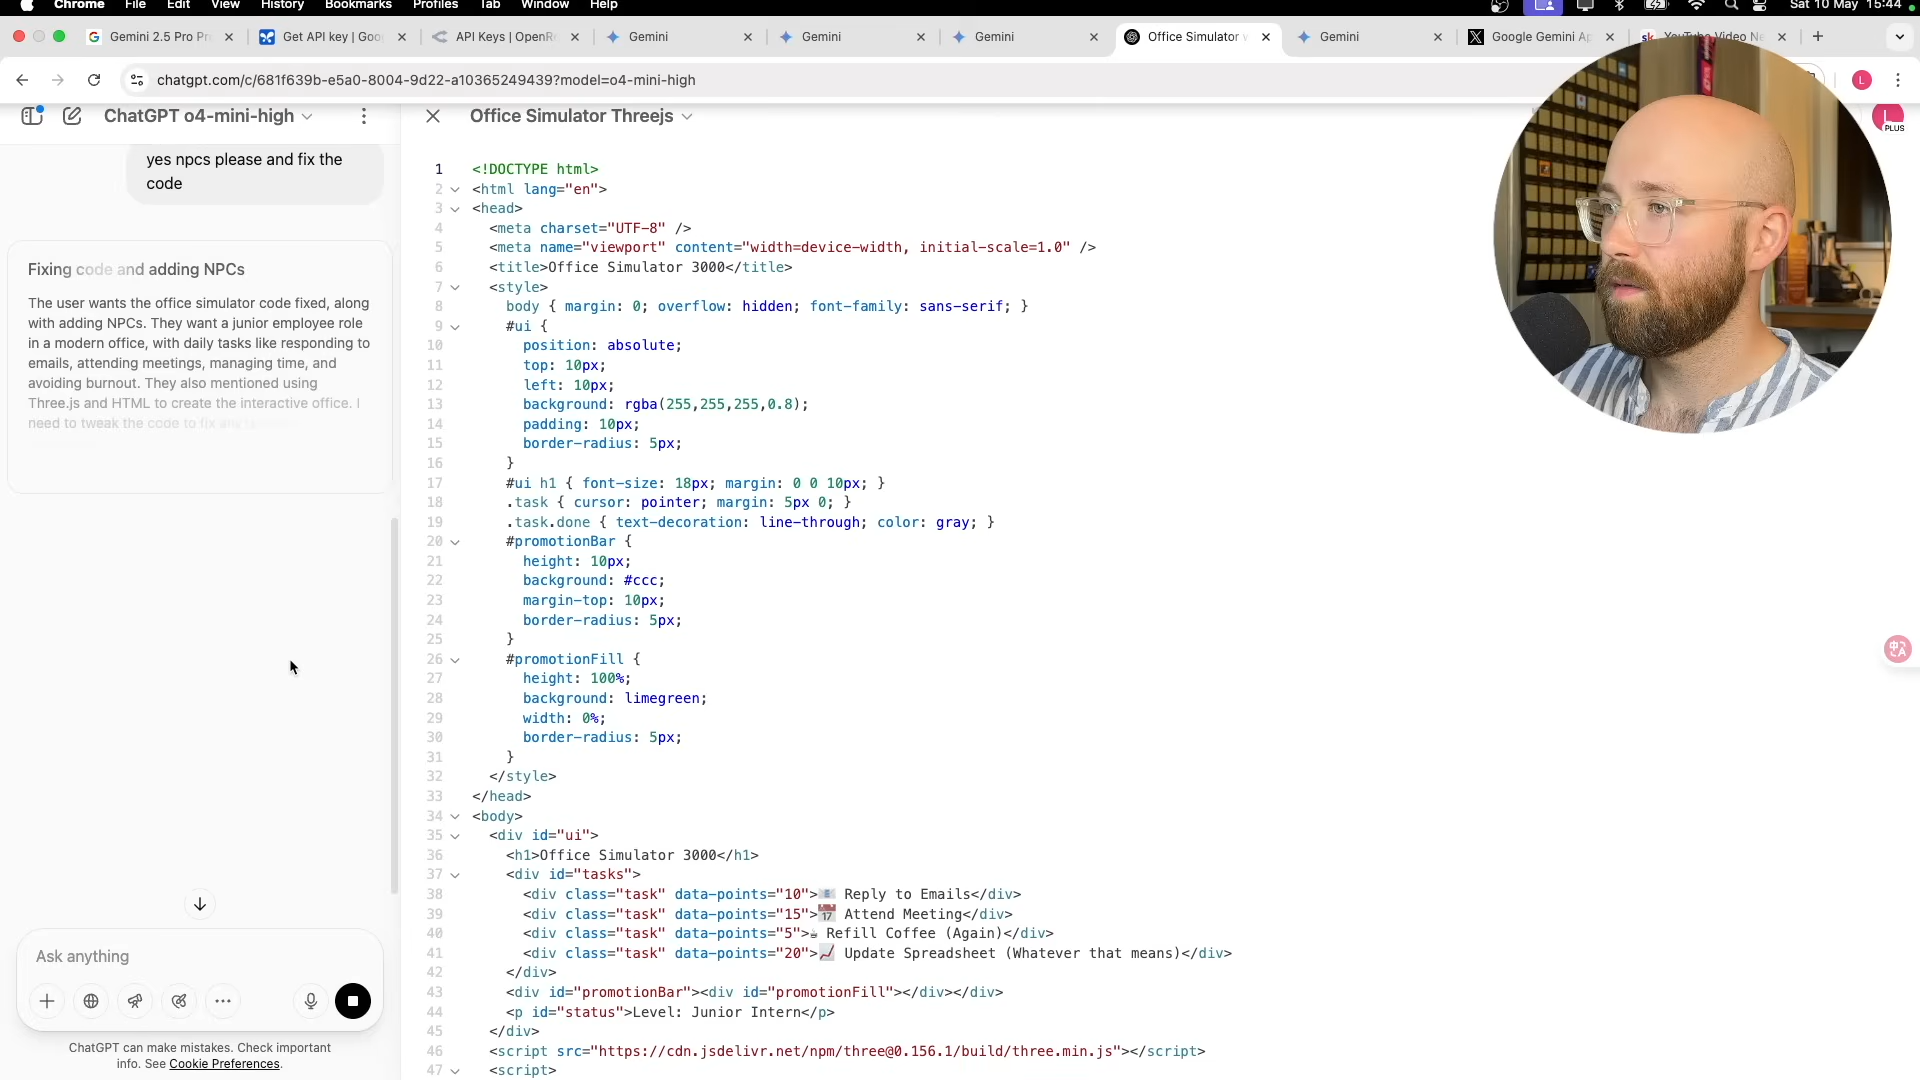 Chrome File Edit View History Bookmarks Profiles Tab Window Help Sat 10 May 15:44
Gemini 2.5 Pro Pr Get API key | Goo API Keys | OpenR Gemini Gemini Gemini Office Simulator Gemini Google Gemini Ap YouTube Video Ne
chatgpt.com/c/681f639b-e5a0-8004-9d22-a10365249439?model=o4-mini-high L
ChatGPT o4-mini-high
Office Simulator Threejs
PLUS
yes npcs please and fix the
code
Fixing code and adding NPCs
The user wants the office simulator code fixed, along
with adding NPCs. They want a junior employee role
in a modern office, with daily tasks like responding to
emails, attending meetings, managing time, and
avoiding burnout. They also mentioned using
Three.js and HTML to create the interactive office. I
need to tweak the code to fix any
Ask anything
ChatGPT can make mistakes. Check important
info. See Cookie Preferences.
1 <!DOCTYPE html>
2 <html lang="en">
3 <head>
4 <meta charset="UTF-8" />
5 <meta name="viewport" content="width=device-width, initial-scale=1.0" />
6 <title>Office Simulator 3000</title>
7 <style>
8 body { margin: 0; overflow: hidden; font-family: sans-serif; }
9 #ui {
10 position: absolute;
11 top: 10px;
12 left: 10px;
13 background: rgba(255,255,255,0.8);
14 padding: 10px;
15 border-radius: 5px;
16 }
17 #ui h1 { font-size: 18px; margin: 0 0 10px; }
18 .task { cursor: pointer; margin: 5px 0; }
19 .task.done { text-decoration: line-through; color: gray; }
20 #promotionBar {
21 height: 10px;
22 background: #ccc;
23 margin-top: 10px;
24 border-radius: 5px;
25 }
26 #promotionFill {
27 height: 100%;
28 background: limegreen;
29 width: 0%;
30 border-radius: 5px;
31 }
32 </style>
33 </head>
34 <body>
35 <div id="ui">
36 <h1>Office Simulator 3000</h1>
37 <div id="tasks">
38 <div class="task" data-points="10">📧 Reply to Emails</div>
39 <div class="task" data-points="15">📅 Attend Meeting</div>
40 <div class="task" data-points="5">☕ Refill Coffee (Again)</div>
41 <div class="task" data-points="20">📈 Update Spreadsheet (Whatever that means)</div>
42 </div>
43 <div id="promotionBar"><div id="promotionFill"></div></div>
44 <p id="status">Level: Junior Intern</p>
45 </div>
46 <script src="https://cdn.jsdelivr.net/npm/three@0.156.1/build/three.min.js"></script>
47 <script>